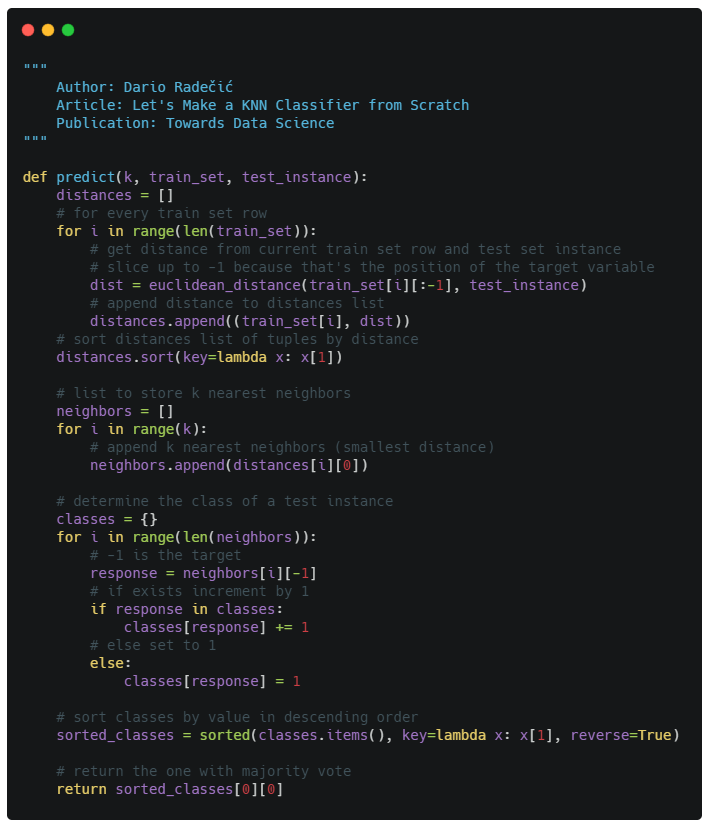 """
    Author: Dario Radečić
    Article: Let's Make a KNN Classifier from Scratch
    Publication: Towards Data Science
"""

def predict(k, train_set, test_instance):
    distances = []
    # for every train set row
    for i in range(len(train_set)):
        # get distance from current train set row and test set instance
        # slice up to -1 because that's the position of the target variable
        dist = euclidean_distance(train_set[i][:-1], test_instance)
        # append distance to distances list
        distances.append((train_set[i], dist))
    # sort distances list of tuples by distance
    distances.sort(key=lambda x: x[1])

    # list to store k nearest neighbors
    neighbors = []
    for i in range(k):
        # append k nearest neighbors (smallest distance)
        neighbors.append(distances[i][0])

    # determine the class of a test instance
    classes = {}
    for i in range(len(neighbors)):
        # -1 is the target
        response = neighbors[i][-1]
        # if exists increment by 1
        if response in classes:
            classes[response] += 1
        # else set to 1
        else:
            classes[response] = 1

    # sort classes by value in descending order
    sorted_classes = sorted(classes.items(), key=lambda x: x[1], reverse=True)

    # return the one with majority vote
    return sorted_classes[0][0]